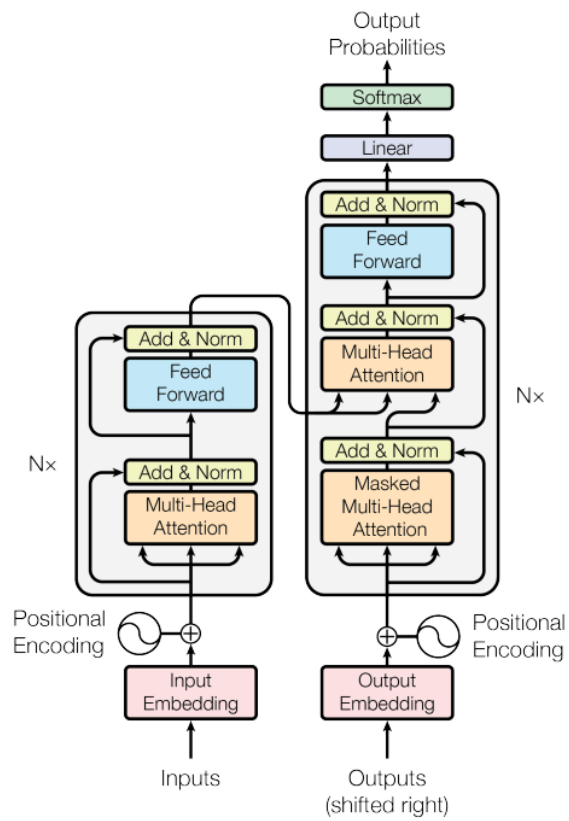 Output
Probabilities
Softmax
Linear
Add & Norm
Feed
Forward
Add & Norm
Multi-Head
Attention
Add & Norm
Masked
Multi-Head
Attention
N×
Add & Norm
Feed
Forward
Add & Norm
Multi-Head
Attention
N×
Positional
Encoding
Positional
Encoding
Input
Embedding
Output
Embedding
Inputs
Outputs
(shifted right)